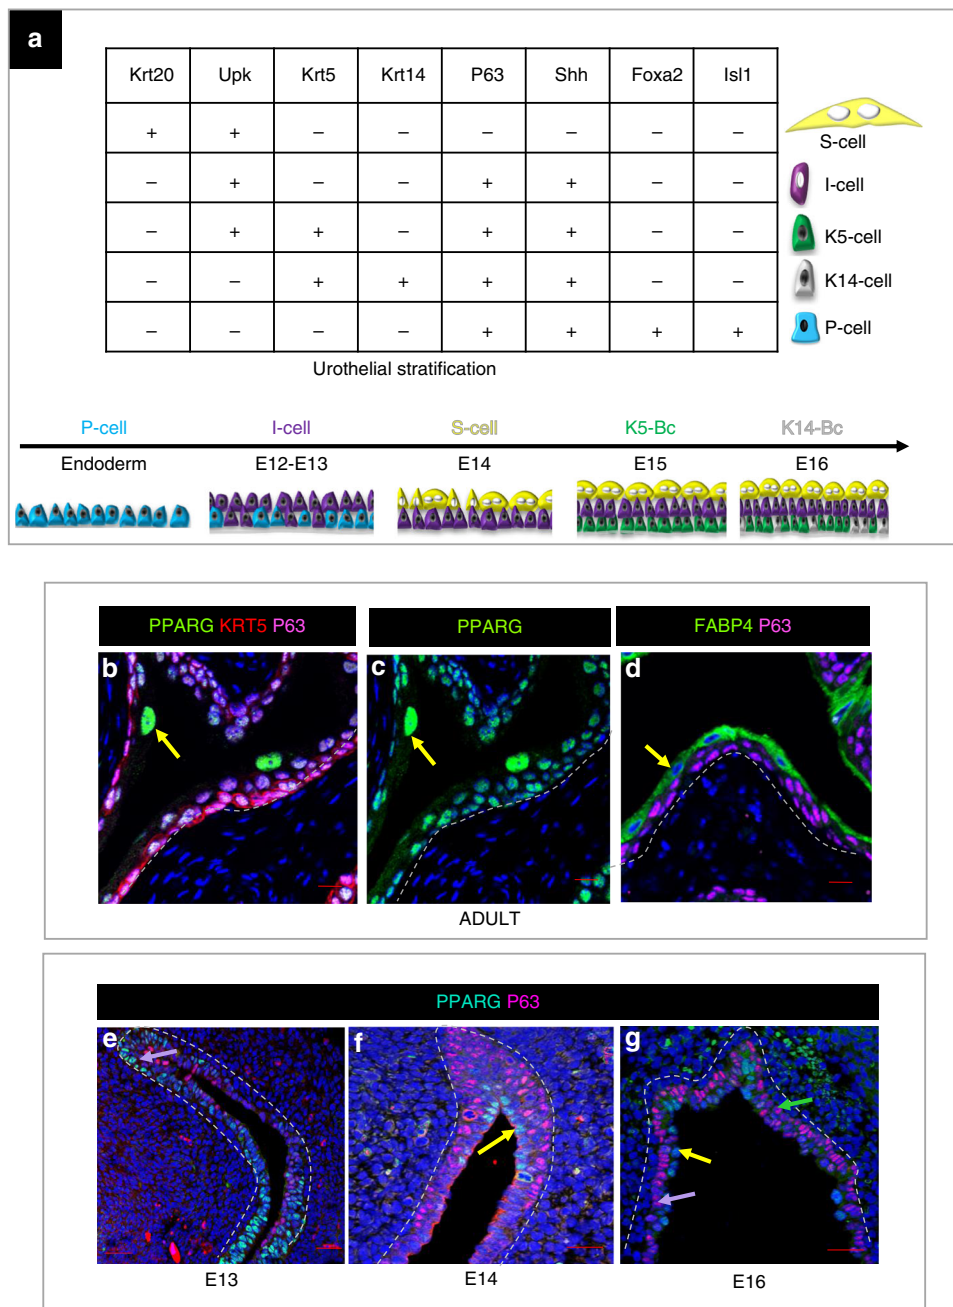 a
Krt20 Upk Krt5 Krt14 P63 Shh Foxa2 Isl1
+ + – – – – – – S-cell
– + – – + + – – I-cell
– + + – + + – – K5-cell
– – + + + + – – K14-cell
– – – – + + + + P-cell
Urothelial stratification
P-cell I-cell S-cell K5-Bc K14-Bc
Endoderm E12-E13 E14 E15 E16
PPARG KRT5 P63 PPARG FABP4 P63
b c d
ADULT
PPARG P63
e f g
E13 E14 E16